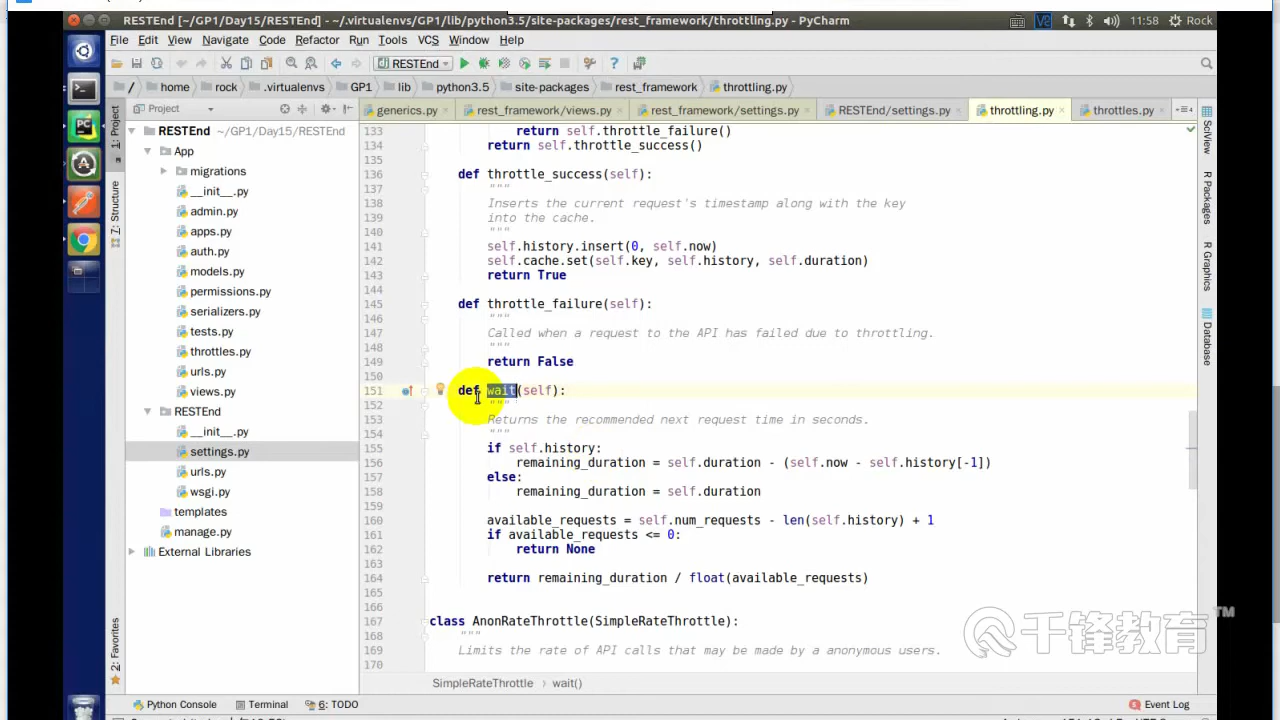 RESTEnd [~/GP1/Day15/RESTEnd] - ~/.virtualenvs/GP1/lib/python3.5/site-packages/rest_framework/throttling.py - PyCharm
11:58 Rock
File Edit View Navigate Code Refactor Run Tools VCS Window Help
RESTEnd
/ home rock .virtualenvs GP1 lib python3.5 site-packages rest_framework throttling.py
Project
generics.py rest_framework/views.py rest_framework/settings.py RESTEnd/settings.py throttling.py throttles.py
RESTEnd ~/GP1/Day15/RESTEnd
App
migrations
__init__.py
admin.py
apps.py
auth.py
models.py
permissions.py
serializers.py
tests.py
throttles.py
urls.py
views.py
RESTEnd
__init__.py
settings.py
urls.py
wsgi.py
templates
manage.py
External Libraries
1: Project
7: Structure
2: Favorites
133 return self.throttle_failure()
134 return self.throttle_success()
135
136 def throttle_success(self):
137 """
138 Inserts the current request's timestamp along with the key
139 into the cache.
140 """
141 self.history.insert(0, self.now)
142 self.cache.set(self.key, self.history, self.duration)
143 return True
144
145 def throttle_failure(self):
146 """
147 Called when a request to the API has failed due to throttling.
148 """
149 return False
150
151 def wait(self):
152 """
153 Returns the recommended next request time in seconds.
154 """
155 if self.history:
156 remaining_duration = self.duration - (self.now - self.history[-1])
157 else:
158 remaining_duration = self.duration
159
160 available_requests = self.num_requests - len(self.history) + 1
161 if available_requests <= 0:
162 return None
163
164 return remaining_duration / float(available_requests)
165
166
167 class AnonRateThrottle(SimpleRateThrottle):
168 """
169 Limits the rate of API calls that may be made by a anonymous users.
170
SciView
R Packages
R Graphics
Database
千锋教育™
SimpleRateThrottle wait()
Python Console Terminal 6: TODO Event Log